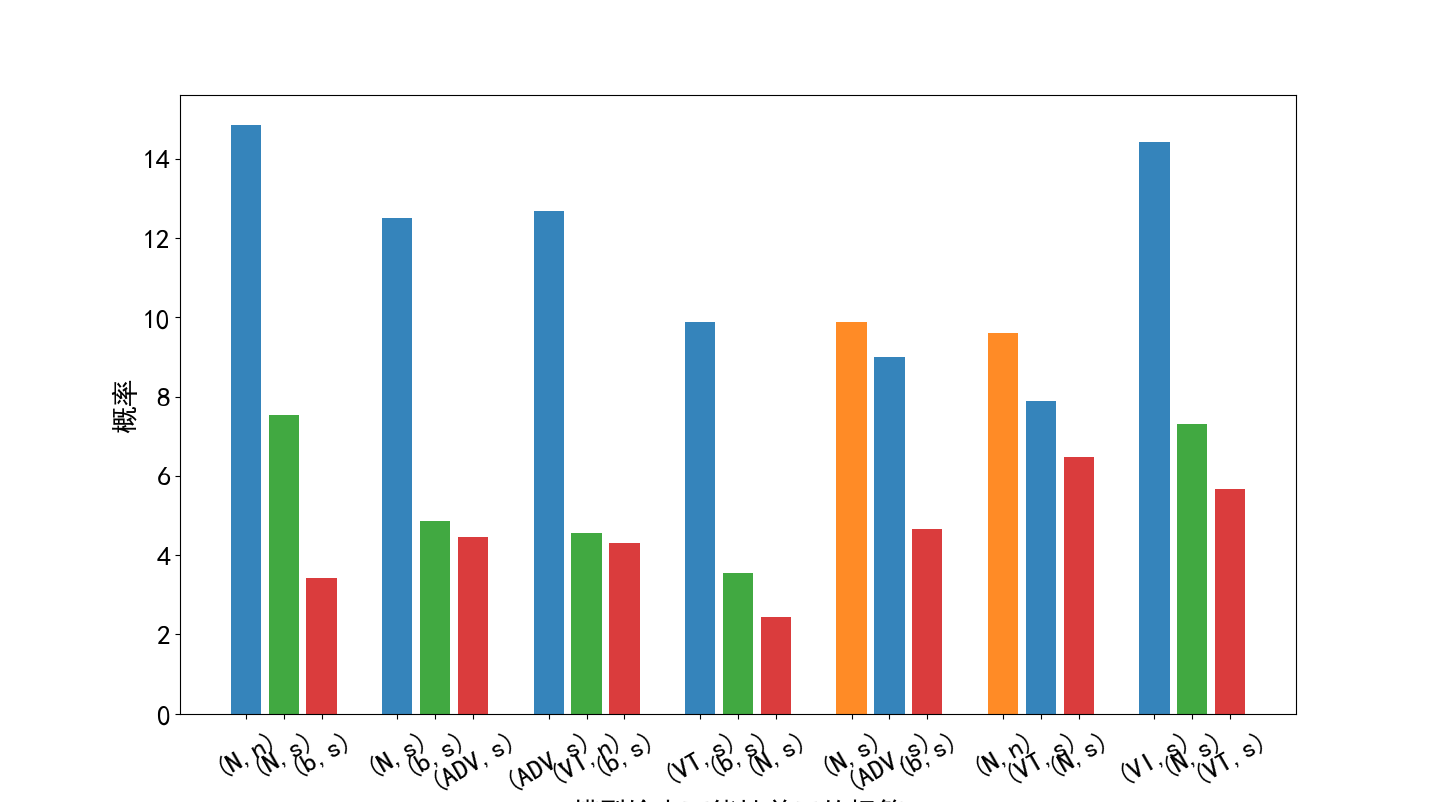 14
12
10
8
6
4
2
0
概率
(N, n)
(N, s)
(b, s)
(N, s)
(b, s)
(ADV, s)
(ADV, s)
(VT, n)
(b, s)
(VT, s)
(b, s)
(N, s)
(N, s)
(ADV, s)
(b, s)
(N, n)
(VT, s)
(N, s)
(VI, s)
(N, s)
(VT, s)